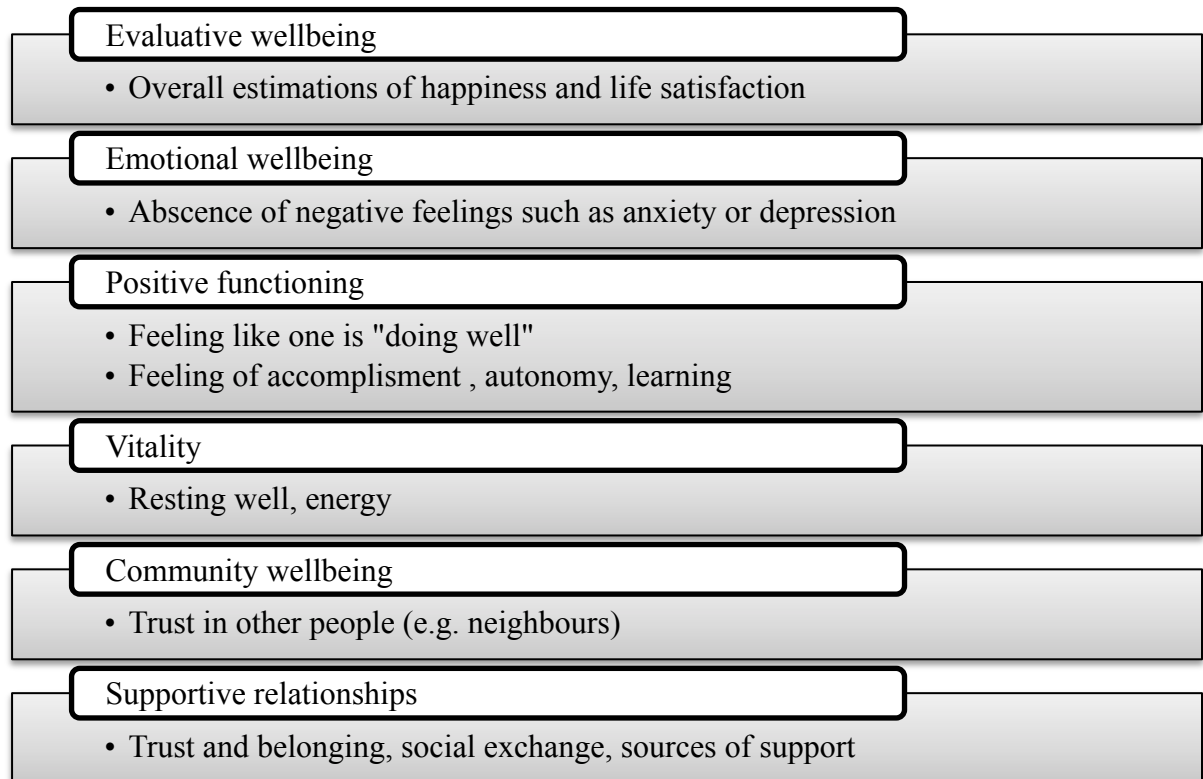 Evaluative wellbeing
• Overall estimations of happiness and life satisfaction
Emotional wellbeing
• Abscence of negative feelings such as anxiety or depression
Positive functioning
• Feeling like one is "doing well"
• Feeling of accomplisment , autonomy, learning
Vitality
• Resting well, energy
Community wellbeing
• Trust in other people (e.g. neighbours)
Supportive relationships
• Trust and belonging, social exchange, sources of support